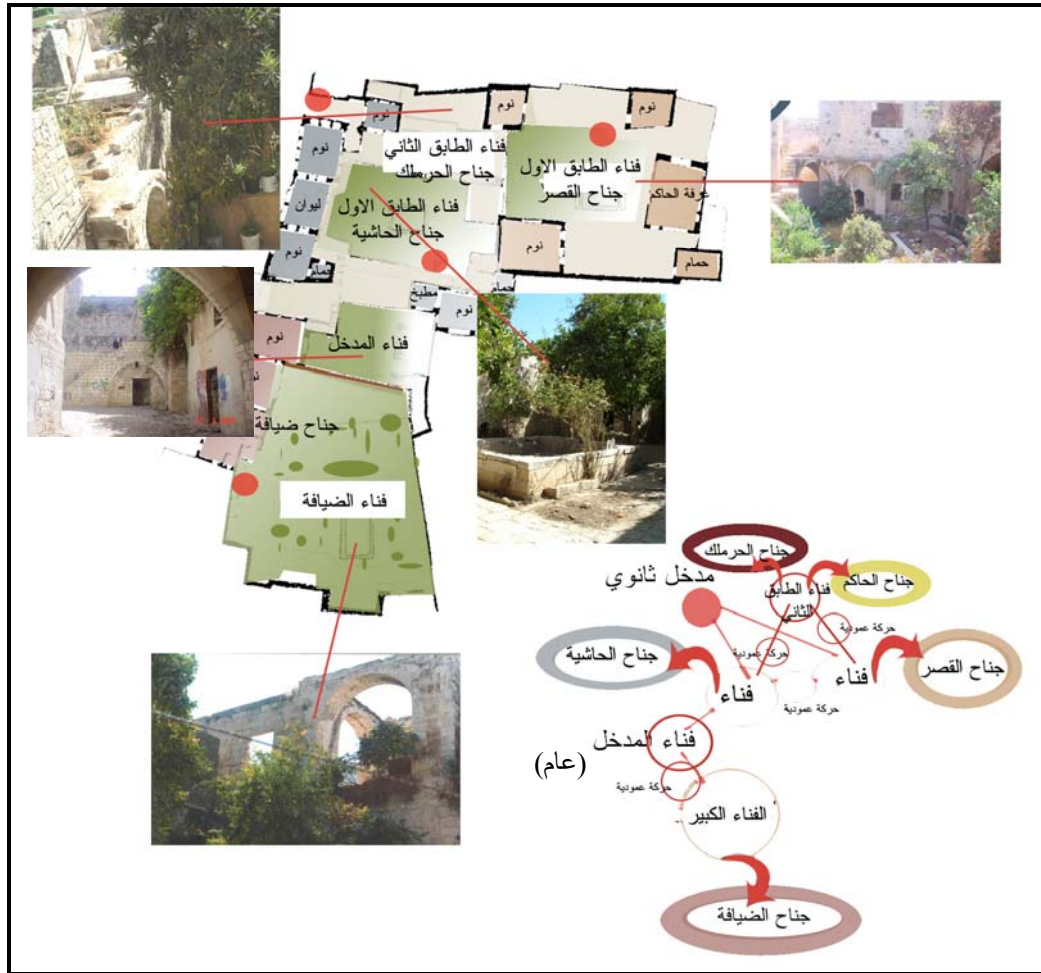 نوم
نوم
نوم
نوم
فناء الطابق الثاني
جناح الحرملك
فناء الطابق الاول
جناح القصر
غرفة الحاكم
ليوان
فناء الطابق الاول
جناح الحاشية
نوم
نوم
حمام
حمام
مطبخ
حمام
نوم
نوم
فناء المدخل
جناح ضيافة
فناء الضيافة
جناح الحرملك
جناح الحاكم
فناء الطابق
الثاني
مدخل ثانوي
حركة عمودية
حركة عمودية
جناح الحاشية
جناح القصر
فناء
فناء
حركة عمودية
فناء المدخل
(عام)
حركة عمودية
الفناء الكبير
جناح الضيافة